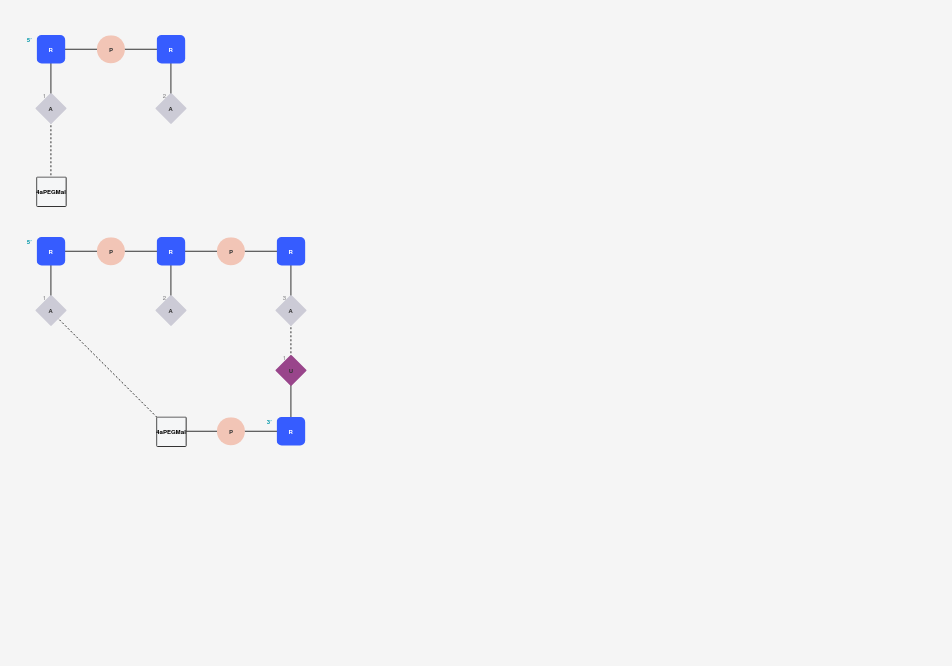 5' R P R
1 A 2 A
4aPEGMal
5' R P R P R
1 A 2 A 3 A
1 U
4aPEGMal P 3' R